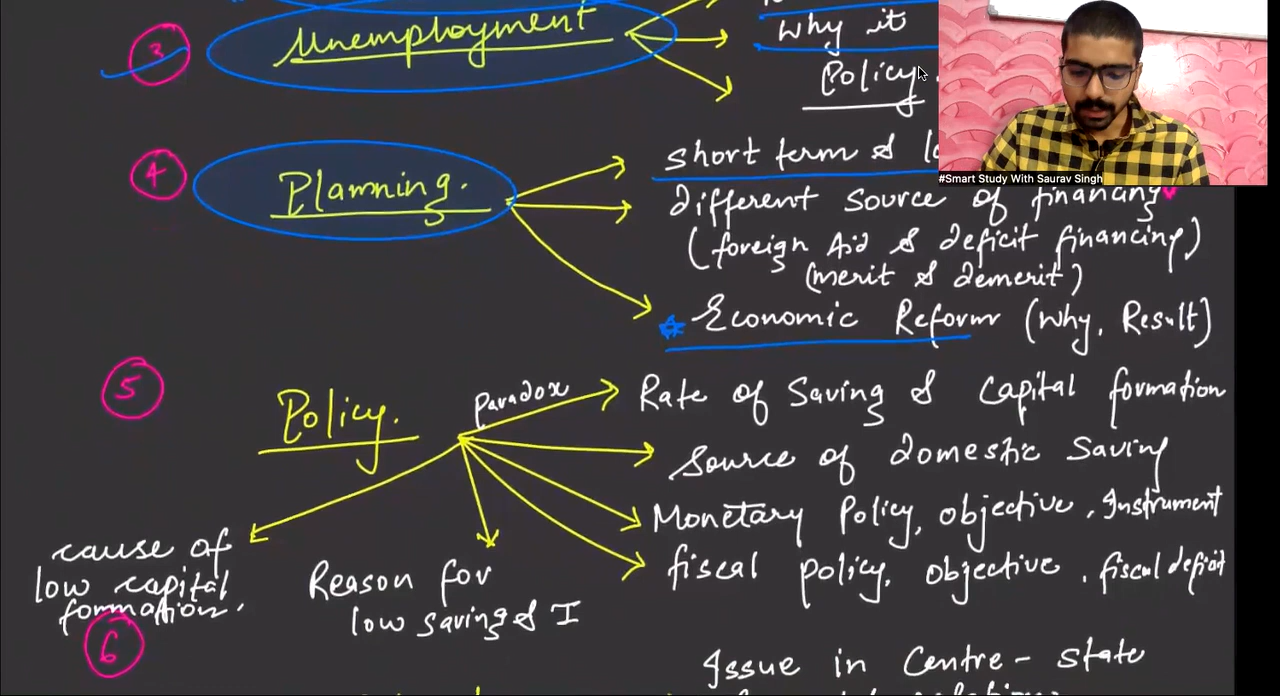 3 Unemployment
why it
Policy
4 Planning.
short term &
Different source of financing
(foreign Aid & deficit financing)
(merit & demerit)
Economic Reform (why, Result)
#Smart Study With Saurav Singh
5 Policy.
Paradox
Rate of Saving & capital formation
Source of domestic Saving
Monetary Policy, objective, Instrument
fiscal policy, objective, fiscal deficit
cause of
low capital
formation.
Reason for
low saving & I
6
Issue in Centre - state